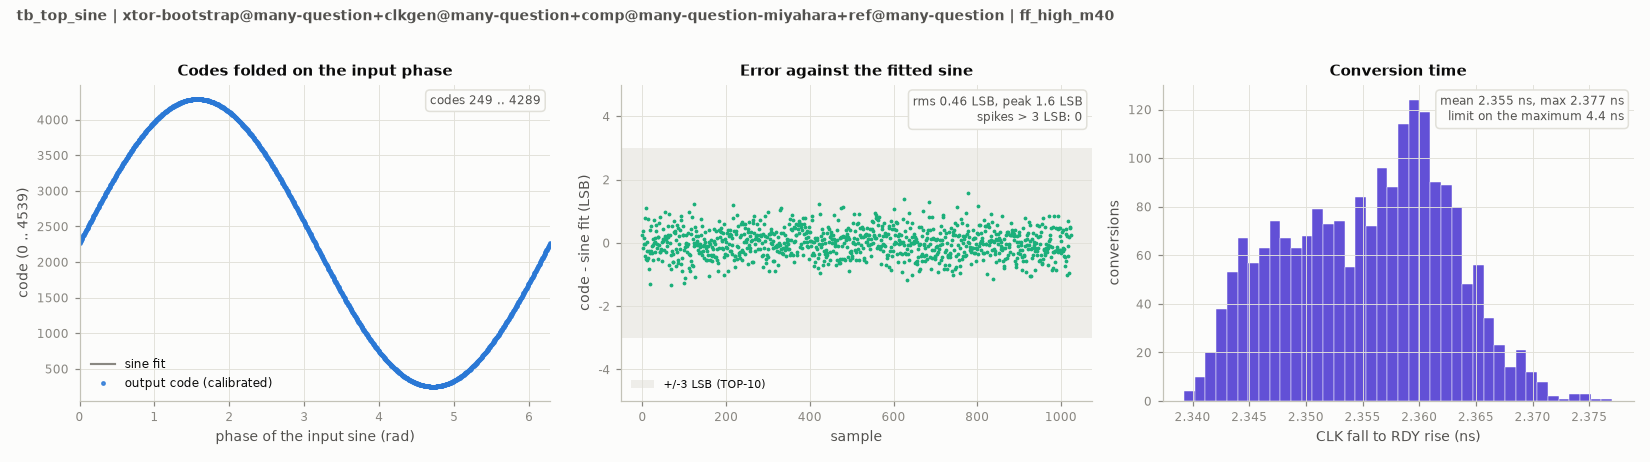 tb_top_sine | xtor-bootstrap@many-question+clkgen@many-question+comp@many-question-miyahara+ref@many-question | ff_high_m40
Codes folded on the input phase
codes 249 .. 4289
code (0 .. 4539)
4000
3500
3000
2500
2000
1500
1000
500
sine fit
output code (calibrated)
0 1 2 3 4 5 6
phase of the input sine (rad)
Error against the fitted sine
rms 0.46 LSB, peak 1.6 LSB
spikes > 3 LSB: 0
code - sine fit (LSB)
4
2
0
-2
-4
+/-3 LSB (TOP-10)
0 200 400 600 800 1000
sample
Conversion time
mean 2.355 ns, max 2.377 ns
limit on the maximum 4.4 ns
conversions
120
100
80
60
40
20
0
2.340 2.345 2.350 2.355 2.360 2.365 2.370 2.375
CLK fall to RDY rise (ns)